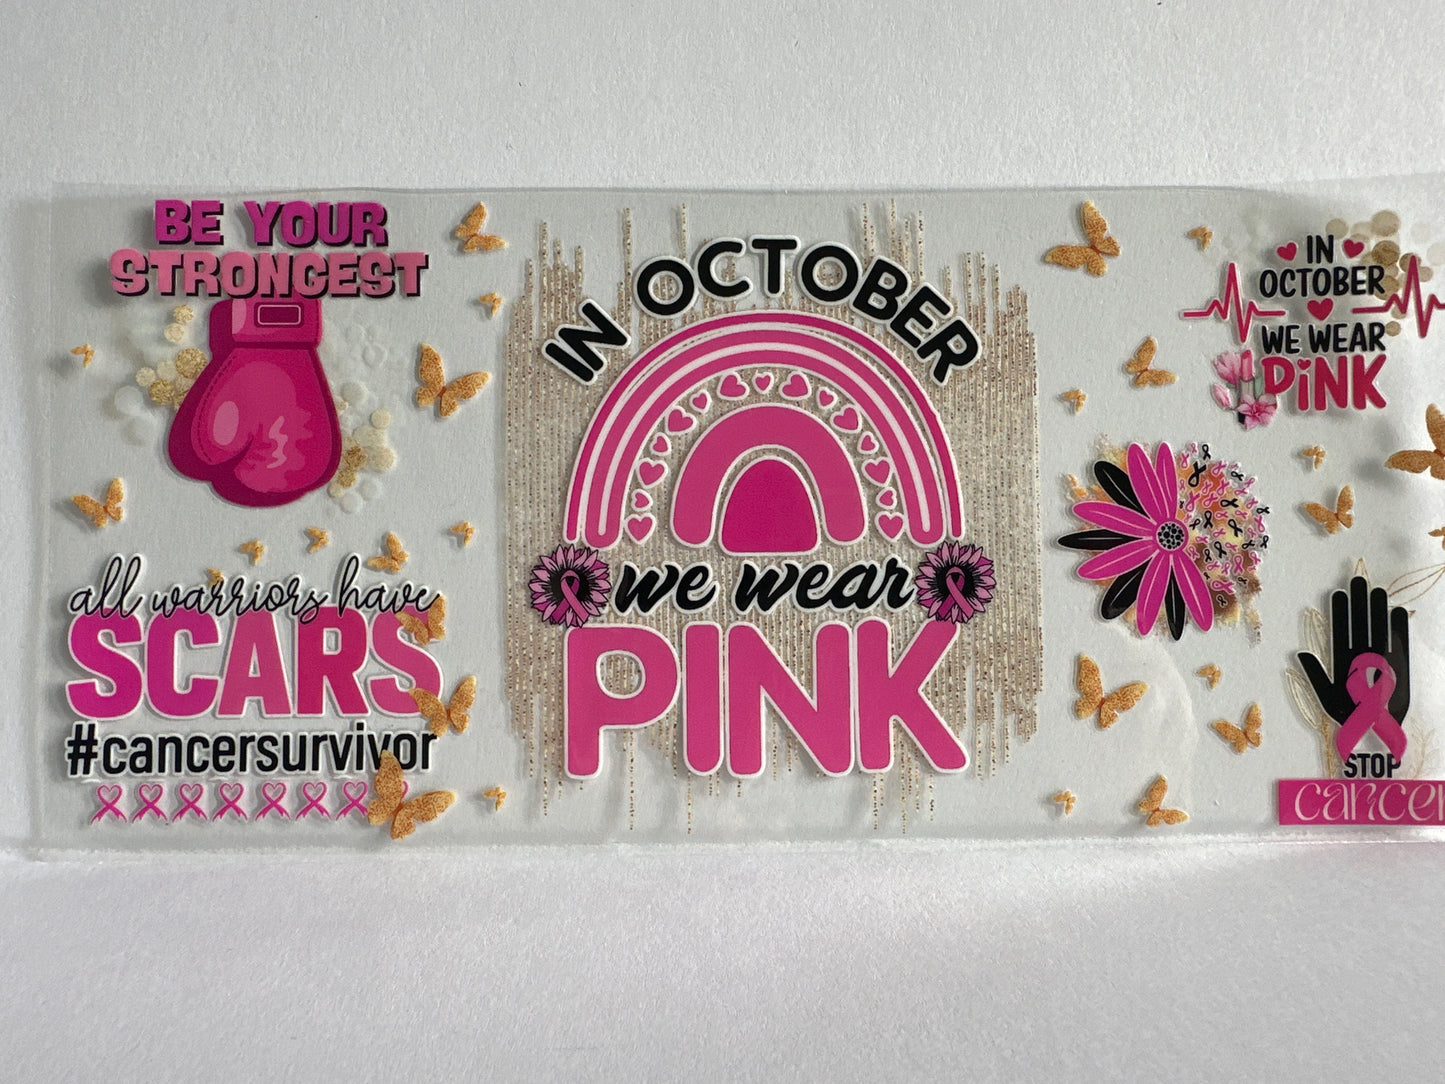 BE YOUR
STRONGEST
all warriors have
SCARS
#cancersurvivor
IN OCTOBER
we wear
PINK
IN
OCTOBER
WE WEAR
PiNK
STOP
cancer